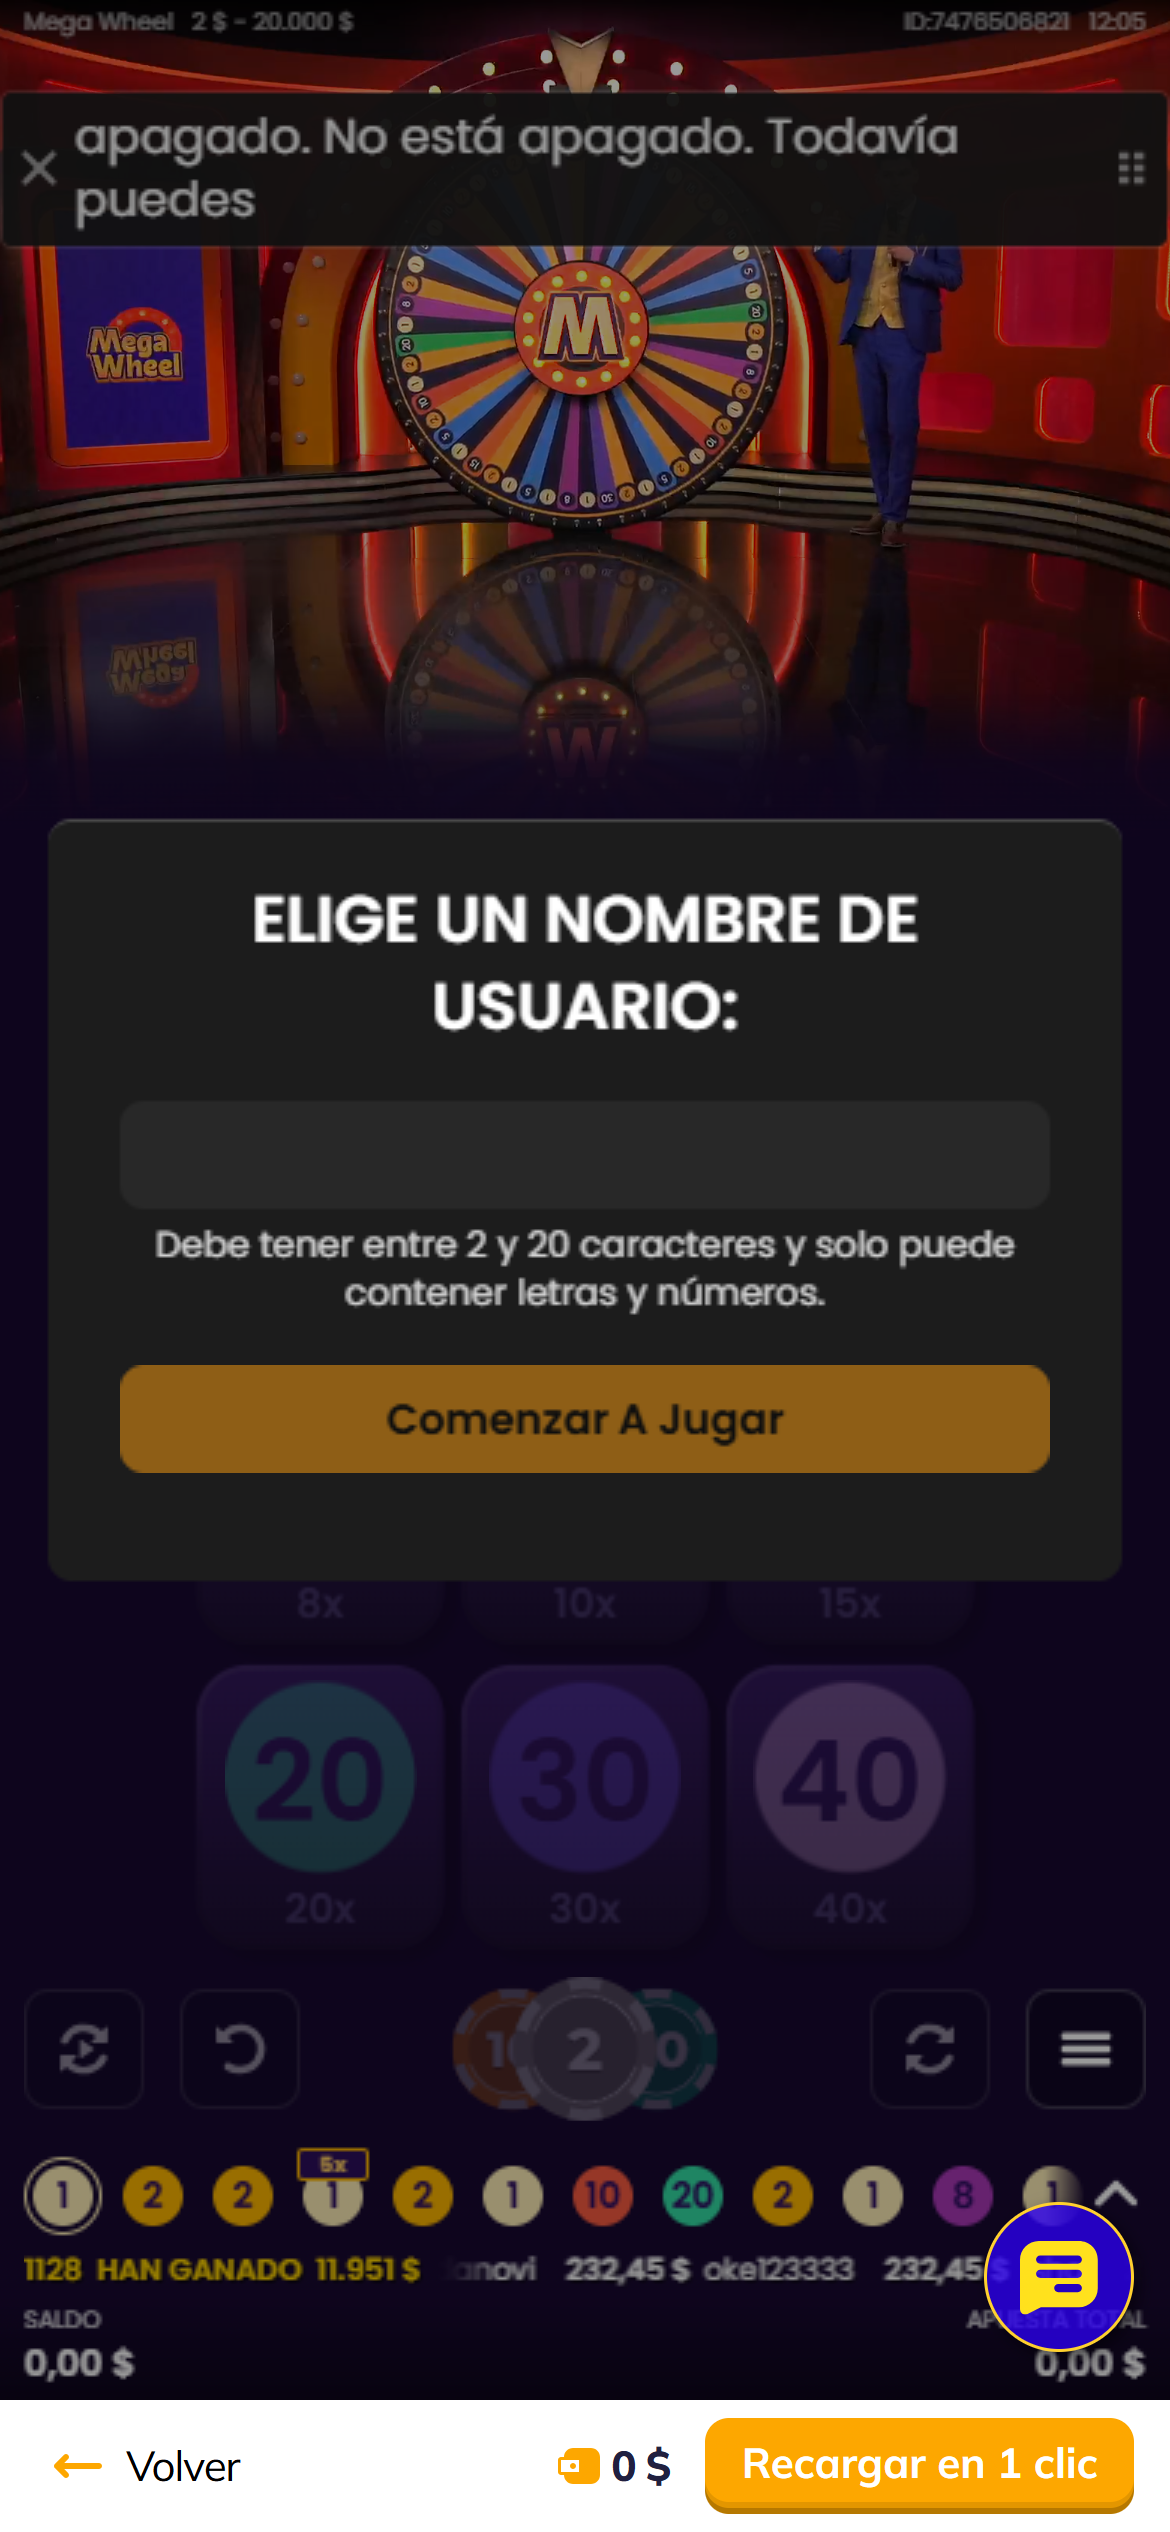 Mega Wheel 2 $ - 20.000 $
ID:7476506821 12:05
apagado. No está apagado. Todavía
puedes
Mega
Wheel
M
ELIGE UN NOMBRE DE
USUARIO:
Debe tener entre 2 y 20 caracteres y solo puede
contener letras y números.
Comenzar A Jugar
8x 10x 15x
20 30 40
20x 30x 40x
2
5x
1 2 2 1 2 1 10 20 2 1 8 1
1128 HAN GANADO 11.951 $ anovi 232,45 $ oke123333 232,45
SALDO
APUESTA TOTAL
0,00 $
0,00 $
Volver
0 $
Recargar en 1 clic